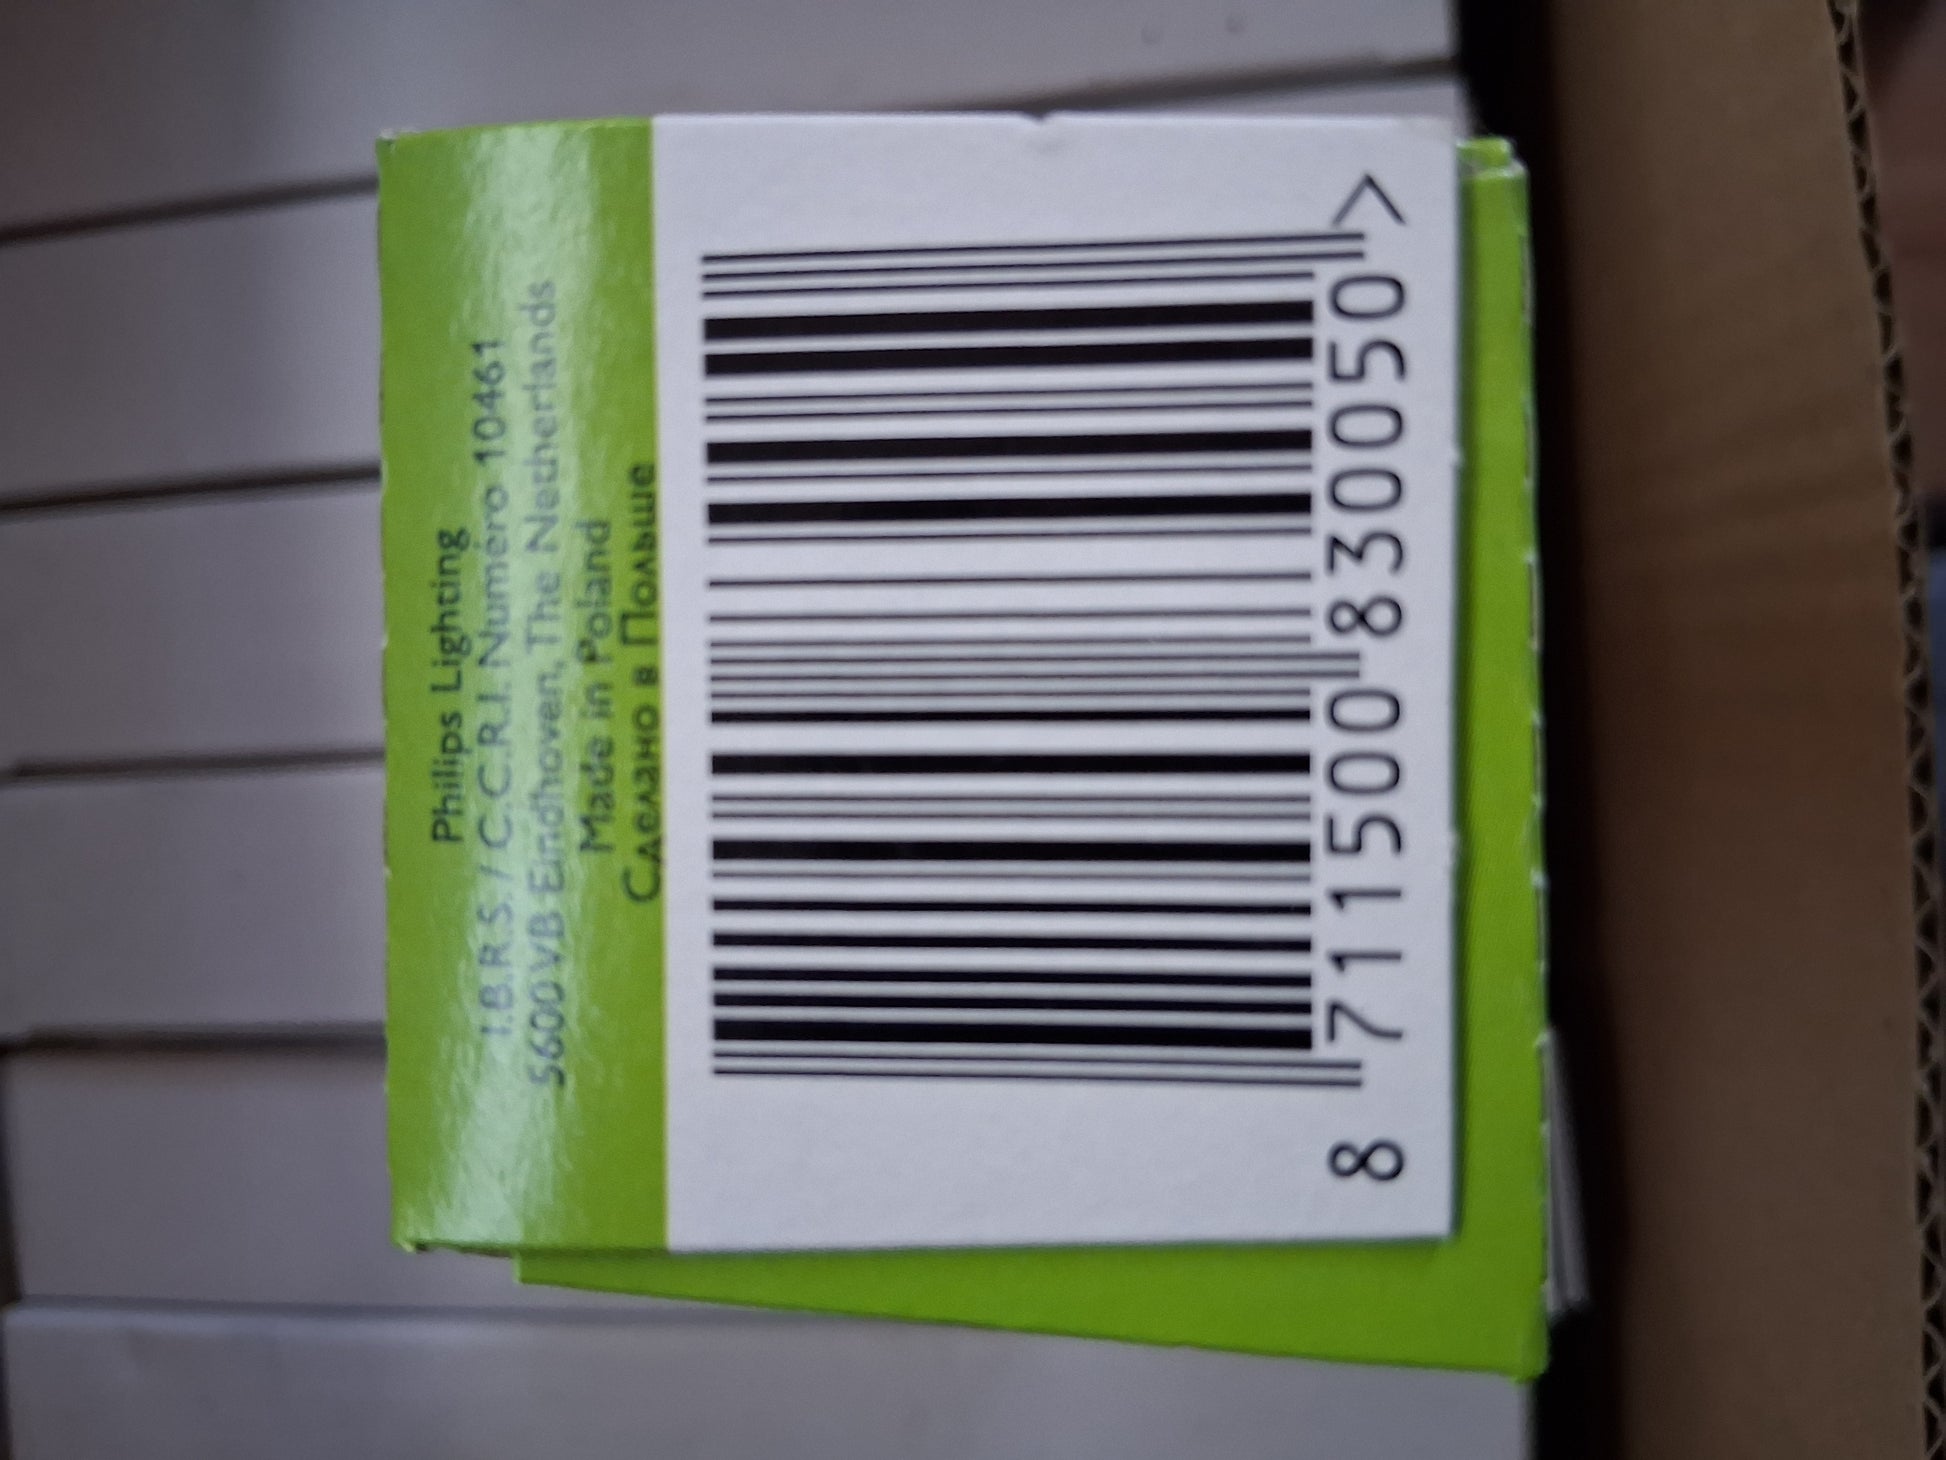 Philips Lighting
I.B.R.S. / C.C.R.I. Numéro 10461
5600 VB Eindhoven, The Netherlands
Made in Poland
Сделано в Польше
8 711500 830050 >